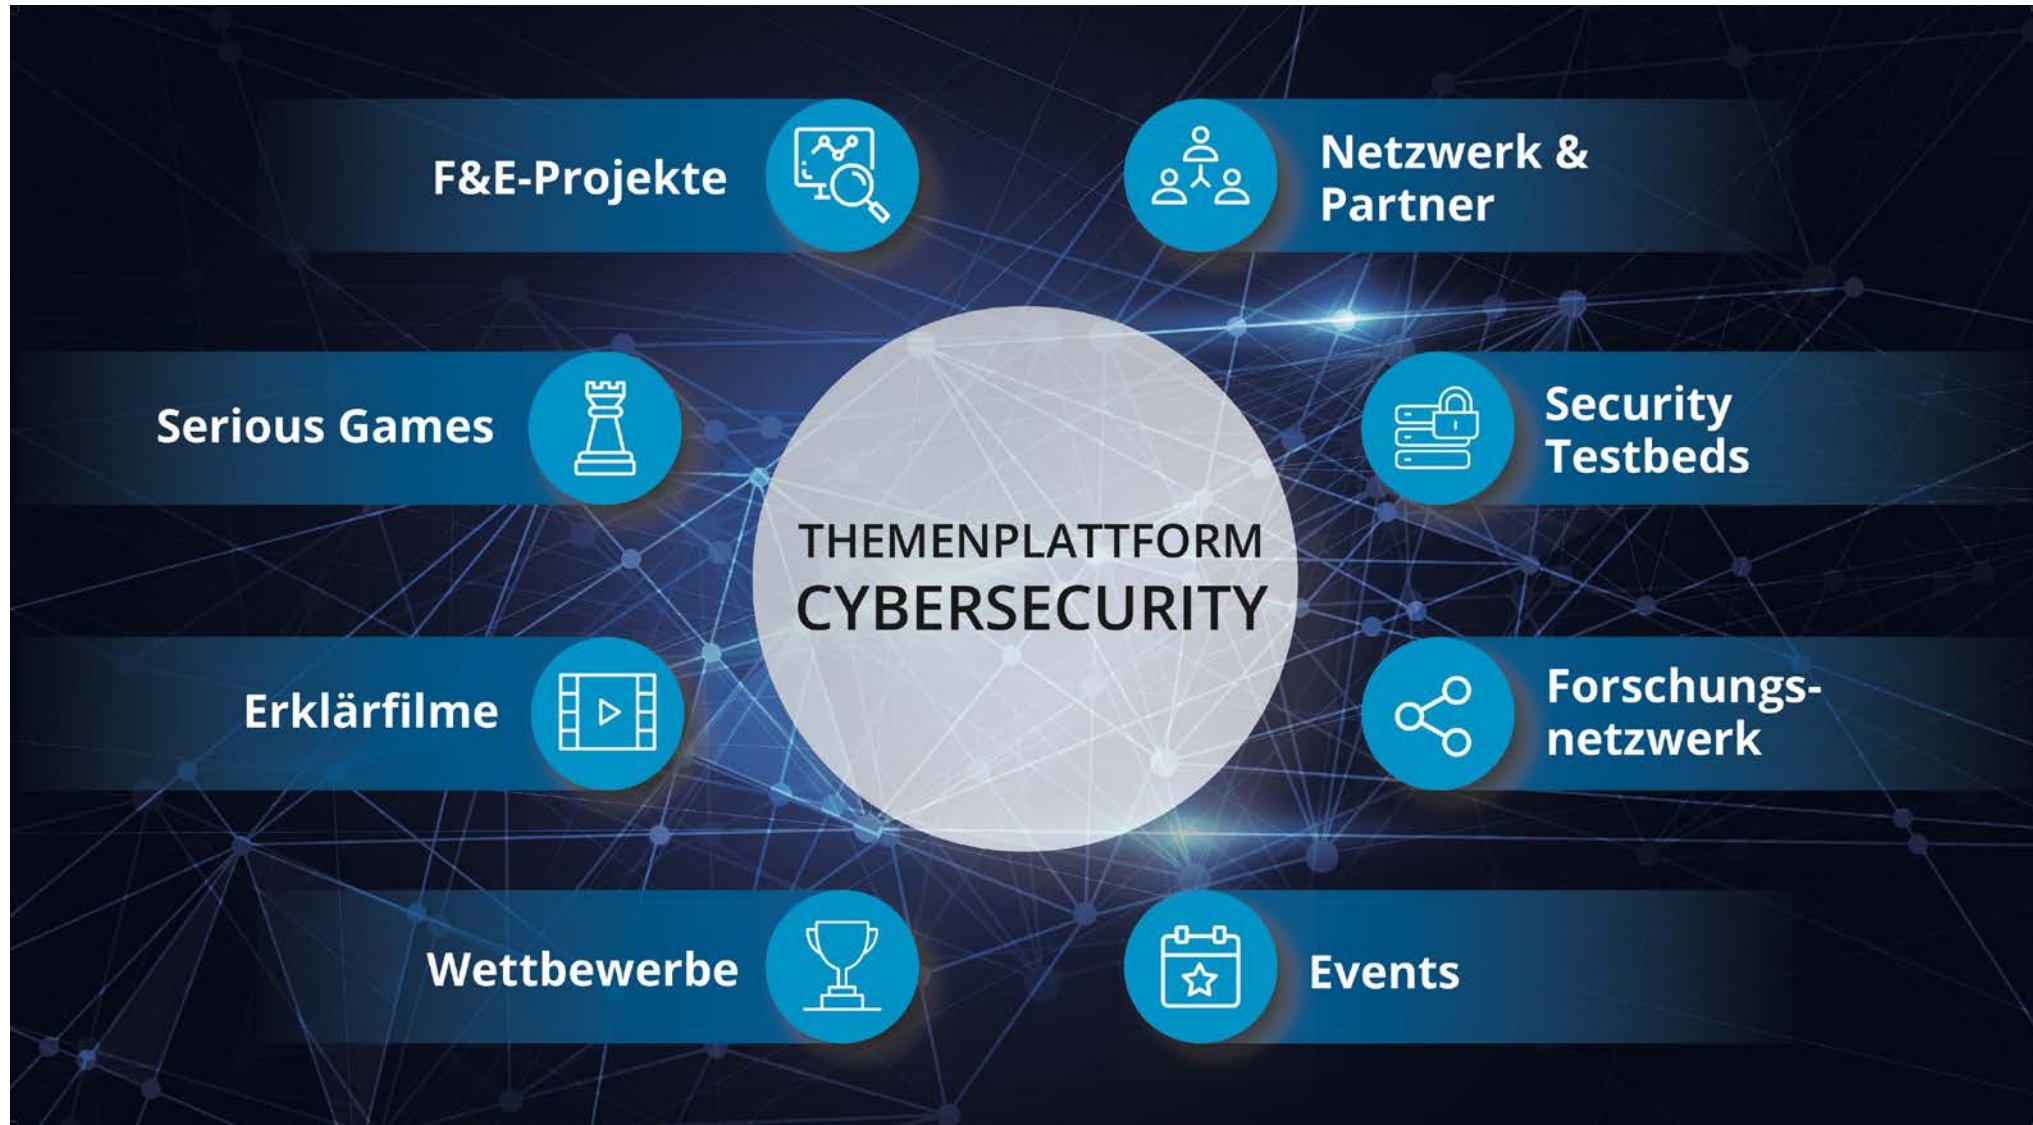 F&E-Projekte
Netzwerk &
Partner
Serious Games
Security
Testbeds
THEMENPLATTFORM
CYBERSECURITY
Erklärfilme
Forschungs-
netzwerk
Wettbewerbe
Events